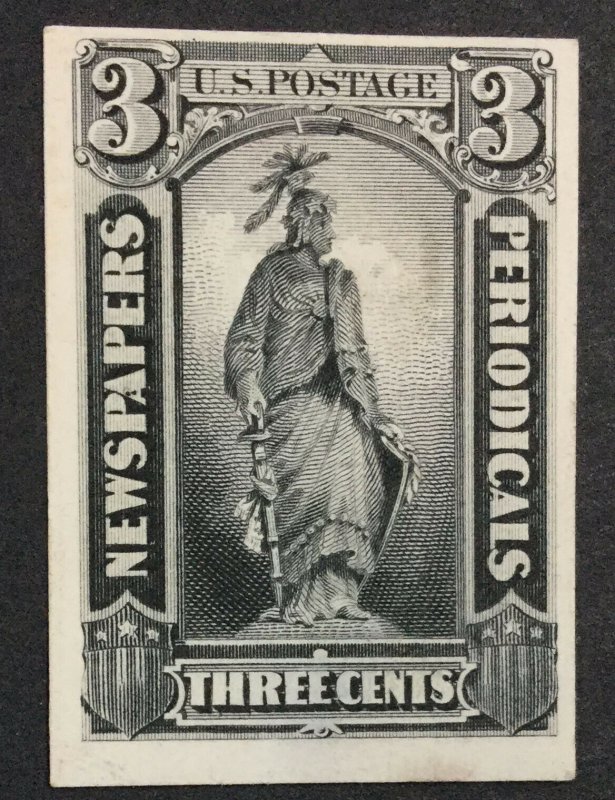 3 U.S.POSTAGE 3
NEWSPAPERS
PERIODICALS
THREE CENTS